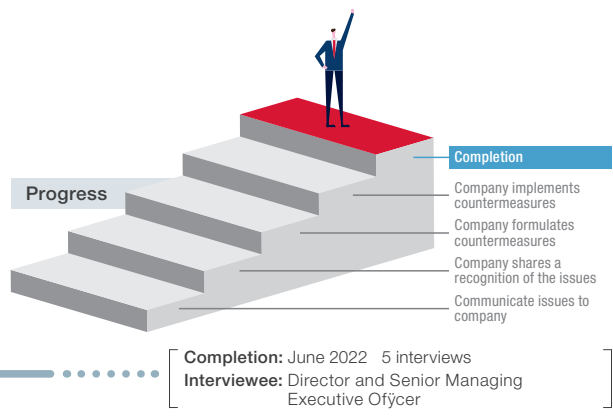 Completion
Progress
Company implements
countermeasures
Company formulates
countermeasures
Company shares a
recognition of the issues
Communicate issues to
company
Completion: June 2022 5 interviews
Interviewee: Director and Senior Managing
Executive Ofÿcer